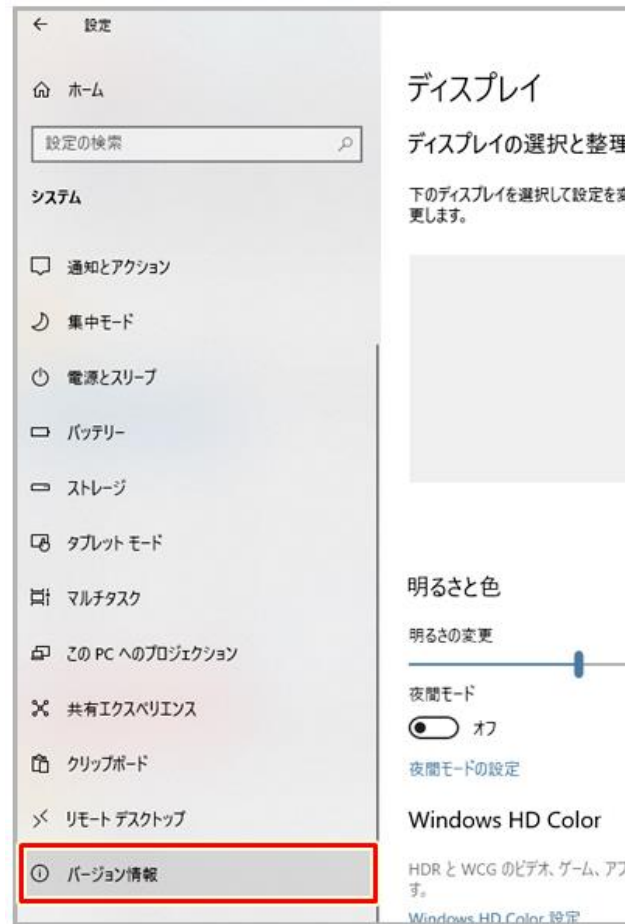 設定
ホーム
設定の検索
システム
通知とアクション
集中モード
電源とスリープ
バッテリー
ストレージ
タブレット モード
マルチタスク
この PC へのプロジェクション
共有エクスペリエンス
クリップボード
リモート デスクトップ
バージョン情報
ディスプレイ
ディスプレイの選択と整理
下のディスプレイを選択して設定を変
更します。
明るさと色
明るさの変更
夜間モード
オフ
夜間モードの設定
Windows HD Color
HDR と WCG のビデオ、ゲーム、アプ
す。
Windows HD Color 設定